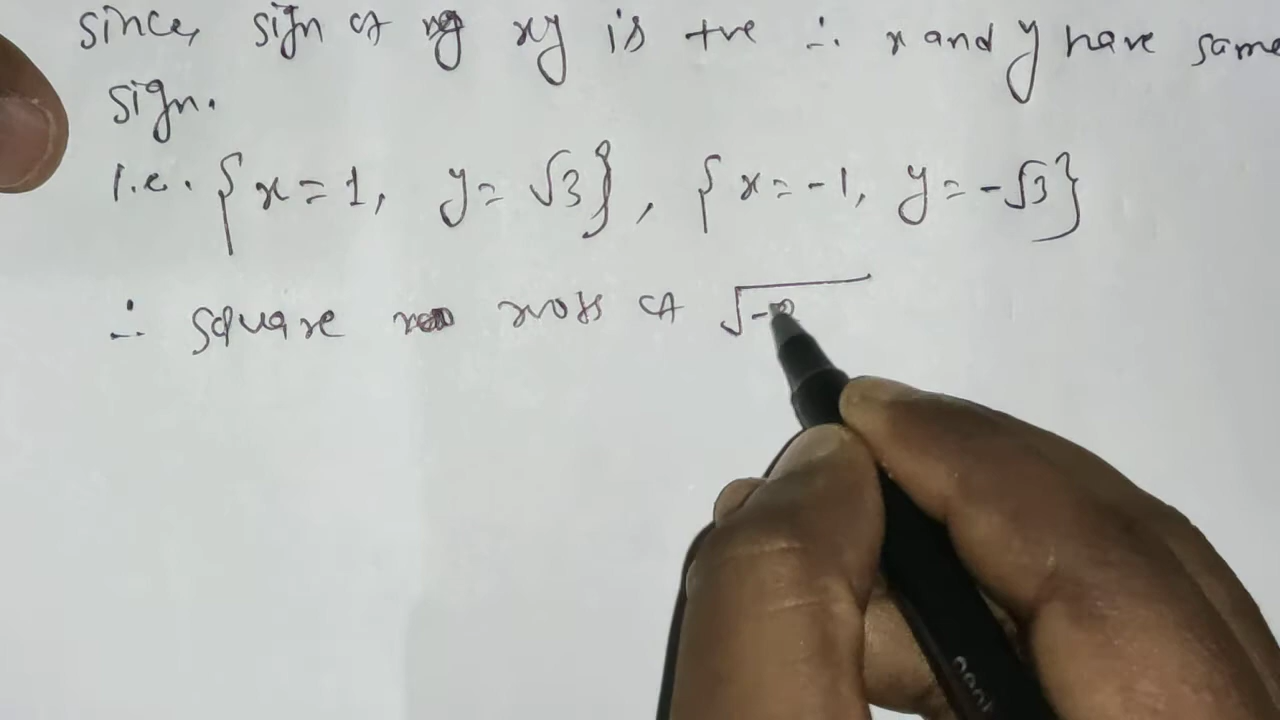 since, sign of xy is +ve ∴ x and y have same
sign.
i.e. {x = 1, y = √3}, {x = -1, y = -√3}
∴ square roots of √-